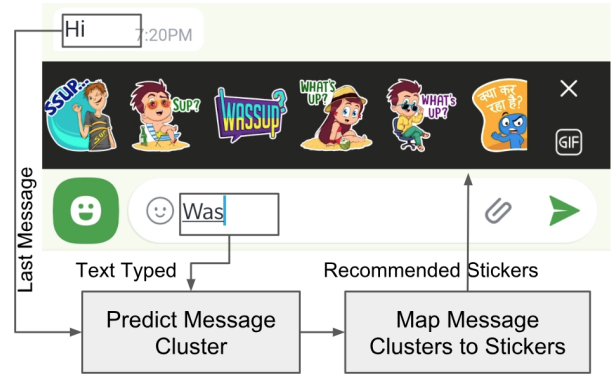 Hi
7:20PM
SSUP...
SUP?
WASSUP?
WHAT'S
UP?
WHAT'S
UP?
क्या कर
रहा है?
GIF
Was
Last Message
Text Typed
Recommended Stickers
Predict Message
Cluster
Map Message
Clusters to Stickers